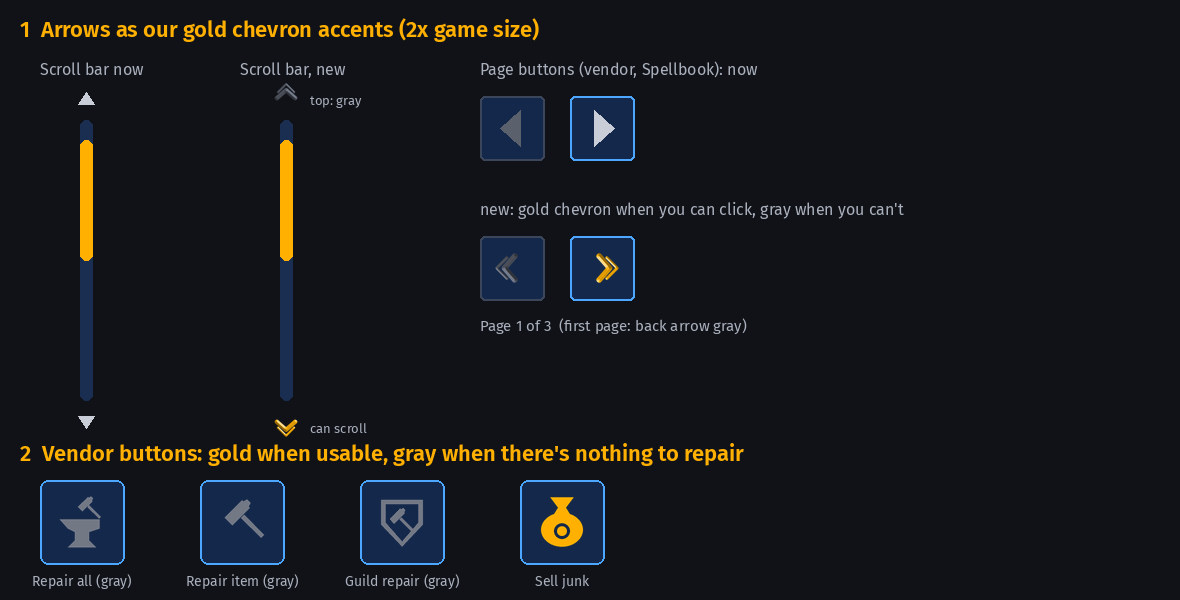 1 Arrows as our gold chevron accents (2x game size)
Scroll bar now
Scroll bar, new
Page buttons (vendor, Spellbook): now
top: gray
new: gold chevron when you can click, gray when you can't
Page 1 of 3 (first page: back arrow gray)
can scroll
2 Vendor buttons: gold when usable, gray when there's nothing to repair
Repair all (gray)
Repair item (gray)
Guild repair (gray)
Sell junk